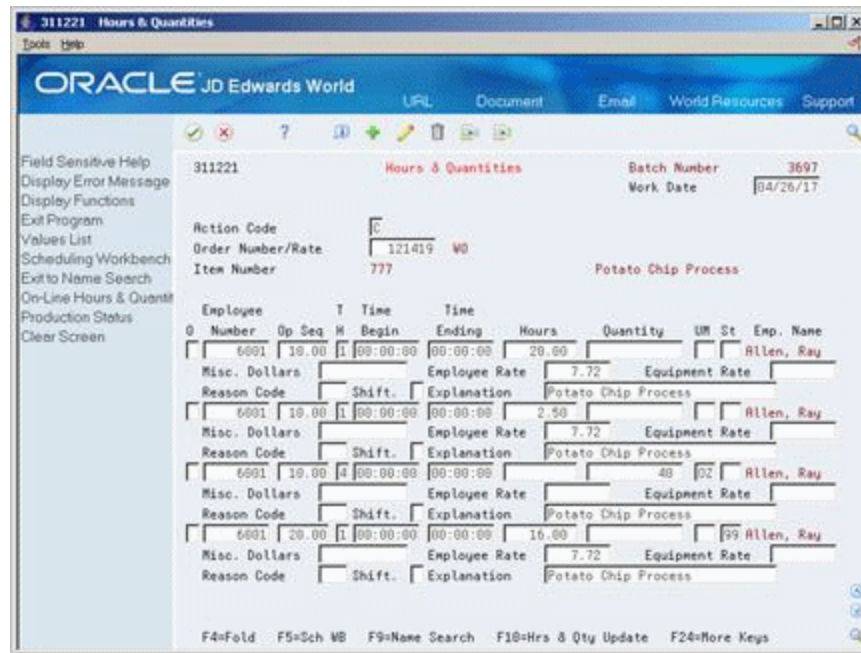 311221 Hours & Quantities
Tools Help
ORACLE JD Edwards World
URL Document Email World Resources Support
Field Sensitive Help
Display Error Message
Display Functions
Exit Program
Values List
Scheduling Workbench
Exit to Name Search
On-Line Hours & Quantit
Production Status
Clear Screen
311221 Hours & Quantities Batch Number 3697
Work Date 04/26/17
Action Code C
Order Number/Rate 121419 WO
Item Number 777 Potato Chip Process
Employee T Time Time
O Number Op Seq H Begin Ending Hours Quantity UM St Emp. Name
6001 10.00 1 00:00:00 00:00:00 20.00 Allen, Ray
Misc. Dollars Employee Rate 7.72 Equipment Rate
Reason Code Shift. Explanation Potato Chip Process
6001 10.00 1 00:00:00 00:00:00 2.50 Allen, Ray
Misc. Dollars Employee Rate 7.72 Equipment Rate
Reason Code Shift. Explanation Potato Chip Process
6001 10.00 4 00:00:00 00:00:00 40 OZ Allen, Ray
Misc. Dollars Employee Rate Equipment Rate
Reason Code Shift. Explanation Potato Chip Process
6001 20.00 1 00:00:00 00:00:00 16.00 99 Allen, Ray
Misc. Dollars Employee Rate 7.72 Equipment Rate
Reason Code Shift. Explanation Potato Chip Process
F4=Fold F5=Sch WB F9=Name Search F10=Hrs & Qty Update F24=More Keys